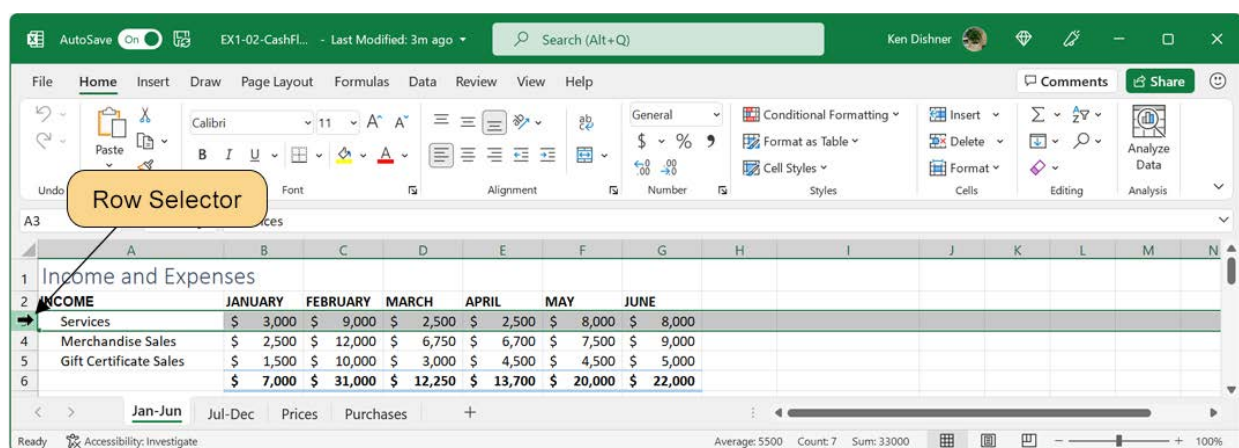 AutoSave On EX1-02-CashFl... - Last Modified: 3m ago Search (Alt+Q) Ken Dishner
File Home Insert Draw Page Layout Formulas Data Review View Help Comments Share
Paste Calibri 11 A^ A B I U A ab General $ % 9 .00 Conditional Formatting Format as Table Cell Styles Insert Delete Format Σ Analyze Data
Undo Font Alignment Number Styles Cells Editing Analysis
Row Selector
A3
A B C D E F G H I J K L M N
1 Income and Expenses
2 INCOME JANUARY FEBRUARY MARCH APRIL MAY JUNE
Services $ 3,000 $ 9,000 $ 2,500 $ 2,500 $ 8,000 $ 8,000
4 Merchandise Sales $ 2,500 $ 12,000 $ 6,750 $ 6,700 $ 7,500 $ 9,000
5 Gift Certificate Sales $ 1,500 $ 10,000 $ 3,000 $ 4,500 $ 4,500 $ 5,000
6 $ 7,000 $ 31,000 $ 12,250 $ 13,700 $ 20,000 $ 22,000
Jan-Jun Jul-Dec Prices Purchases +
Ready Accessibility: Investigate Average: 5500 Count: 7 Sum: 33000 - + 100%